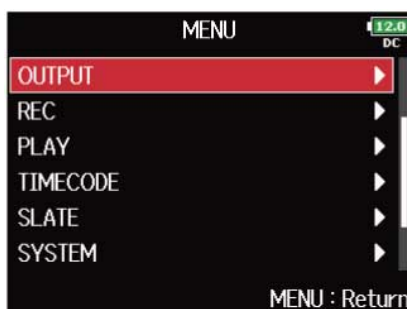 MENU
12.0
DC
OUTPUT
REC
PLAY
TIMECODE
SLATE
SYSTEM
MENU : Return